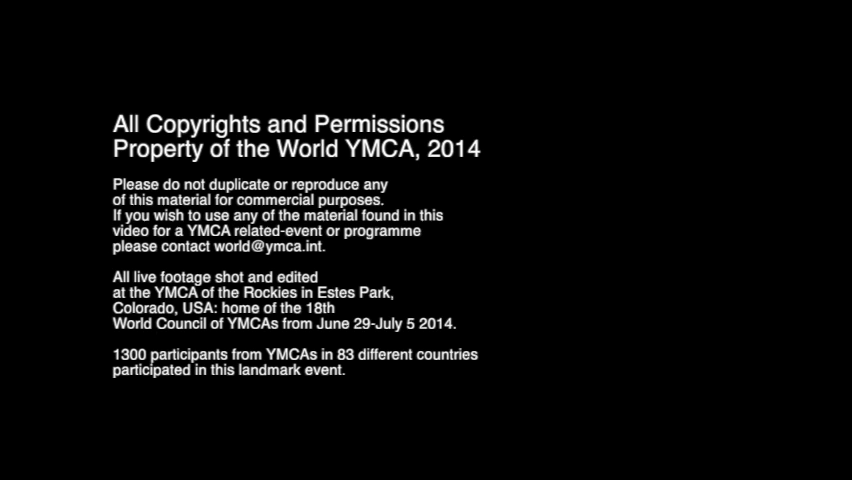 All Copyrights and Permissions
Property of the World YMCA, 2014
Please do not duplicate or reproduce any
of this material for commercial purposes.
If you wish to use any of the material found in this
video for a YMCA related-event or programme
please contact world@ymca.int.
All live footage shot and edited
at the YMCA of the Rockies in Estes Park,
Colorado, USA: home of the 18th
World Council of YMCAs from June 29-July 5 2014.
1300 participants from YMCAs in 83 different countries
participated in this landmark event.